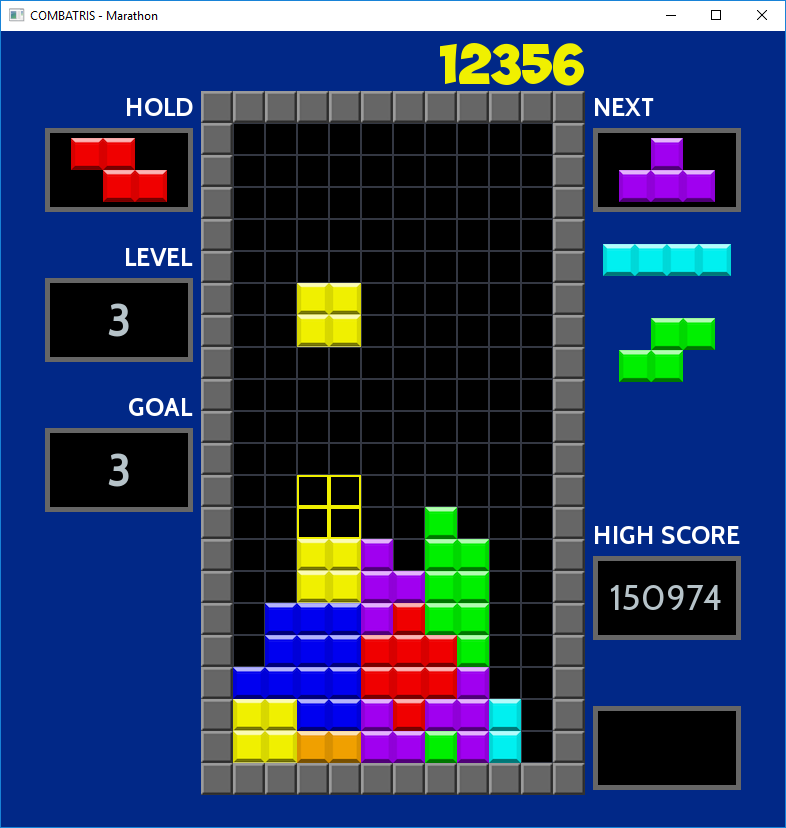 COMBATRIS - Marathon
12356
HOLD
NEXT
LEVEL
3
GOAL
3
HIGH SCORE
150974